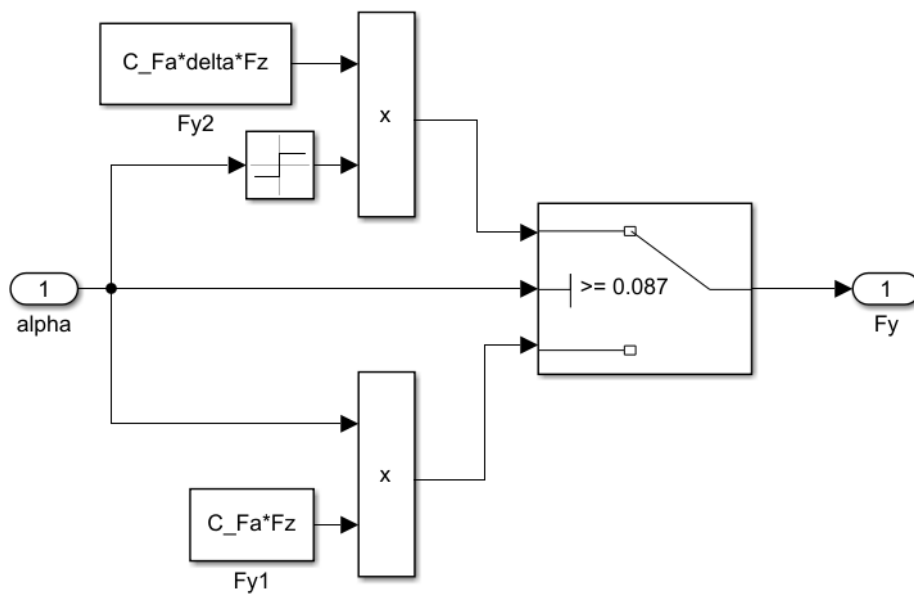 C_Fa*delta*Fz
Fy2
x
1
alpha
>= 0.087
1
Fy
x
C_Fa*Fz
Fy1